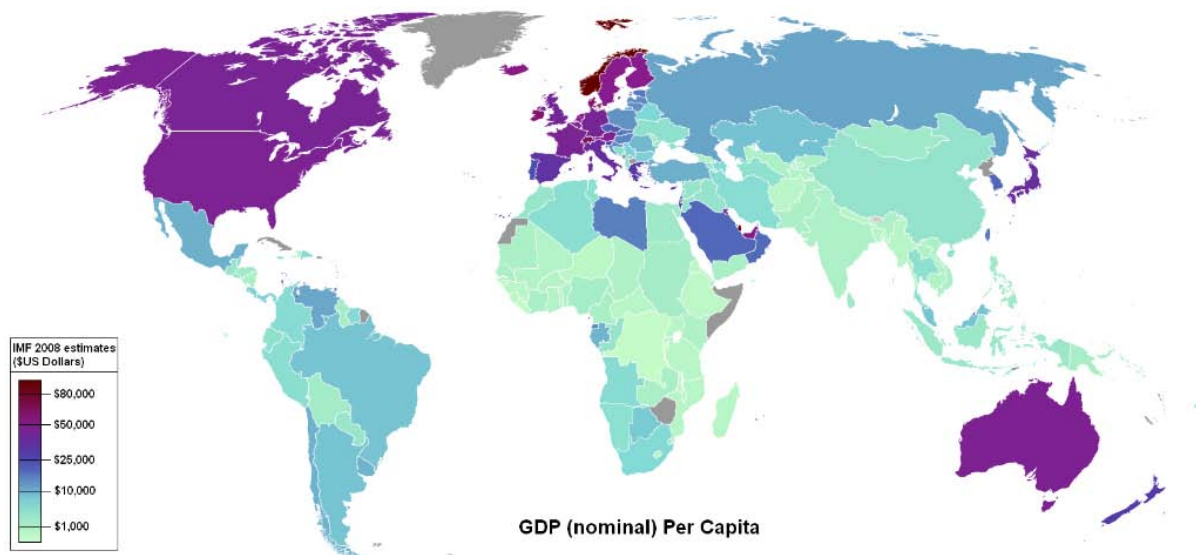 IMF 2008 estimates
($US Dollars)
$80,000
$50,000
$25,000
$10,000
$1,000
GDP (nominal) Per Capita